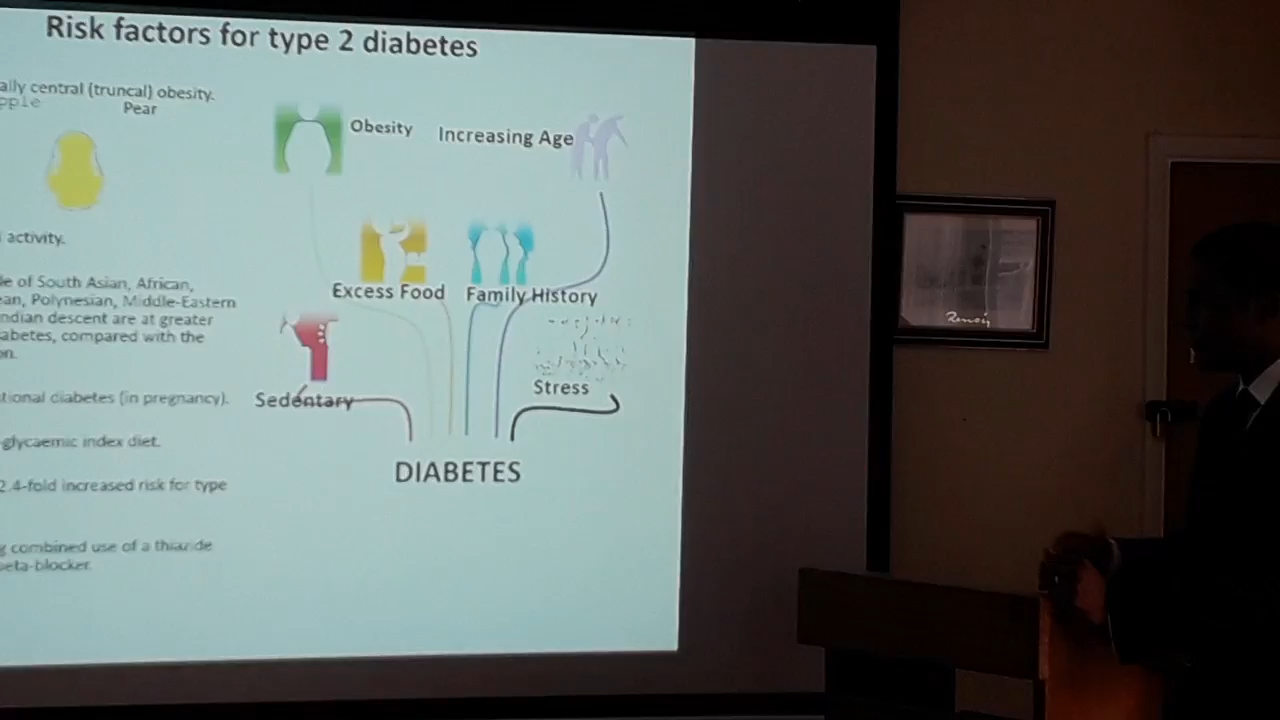 Risk factors for type 2 diabetes
ally central (truncal) obesity.
pple
Pear
activity.
le of South Asian, African,
ean, Polynesian, Middle-Eastern
ndian descent are at greater
abetes, compared with the
on.
tional diabetes (in pregnancy).
-glycaemic index diet.
2.4-fold increased risk for type
g combined use of a thiazide
beta-blocker.
Obesity
Increasing Age
Excess Food
Family History
Sedentary
Stress
DIABETES
Renoir